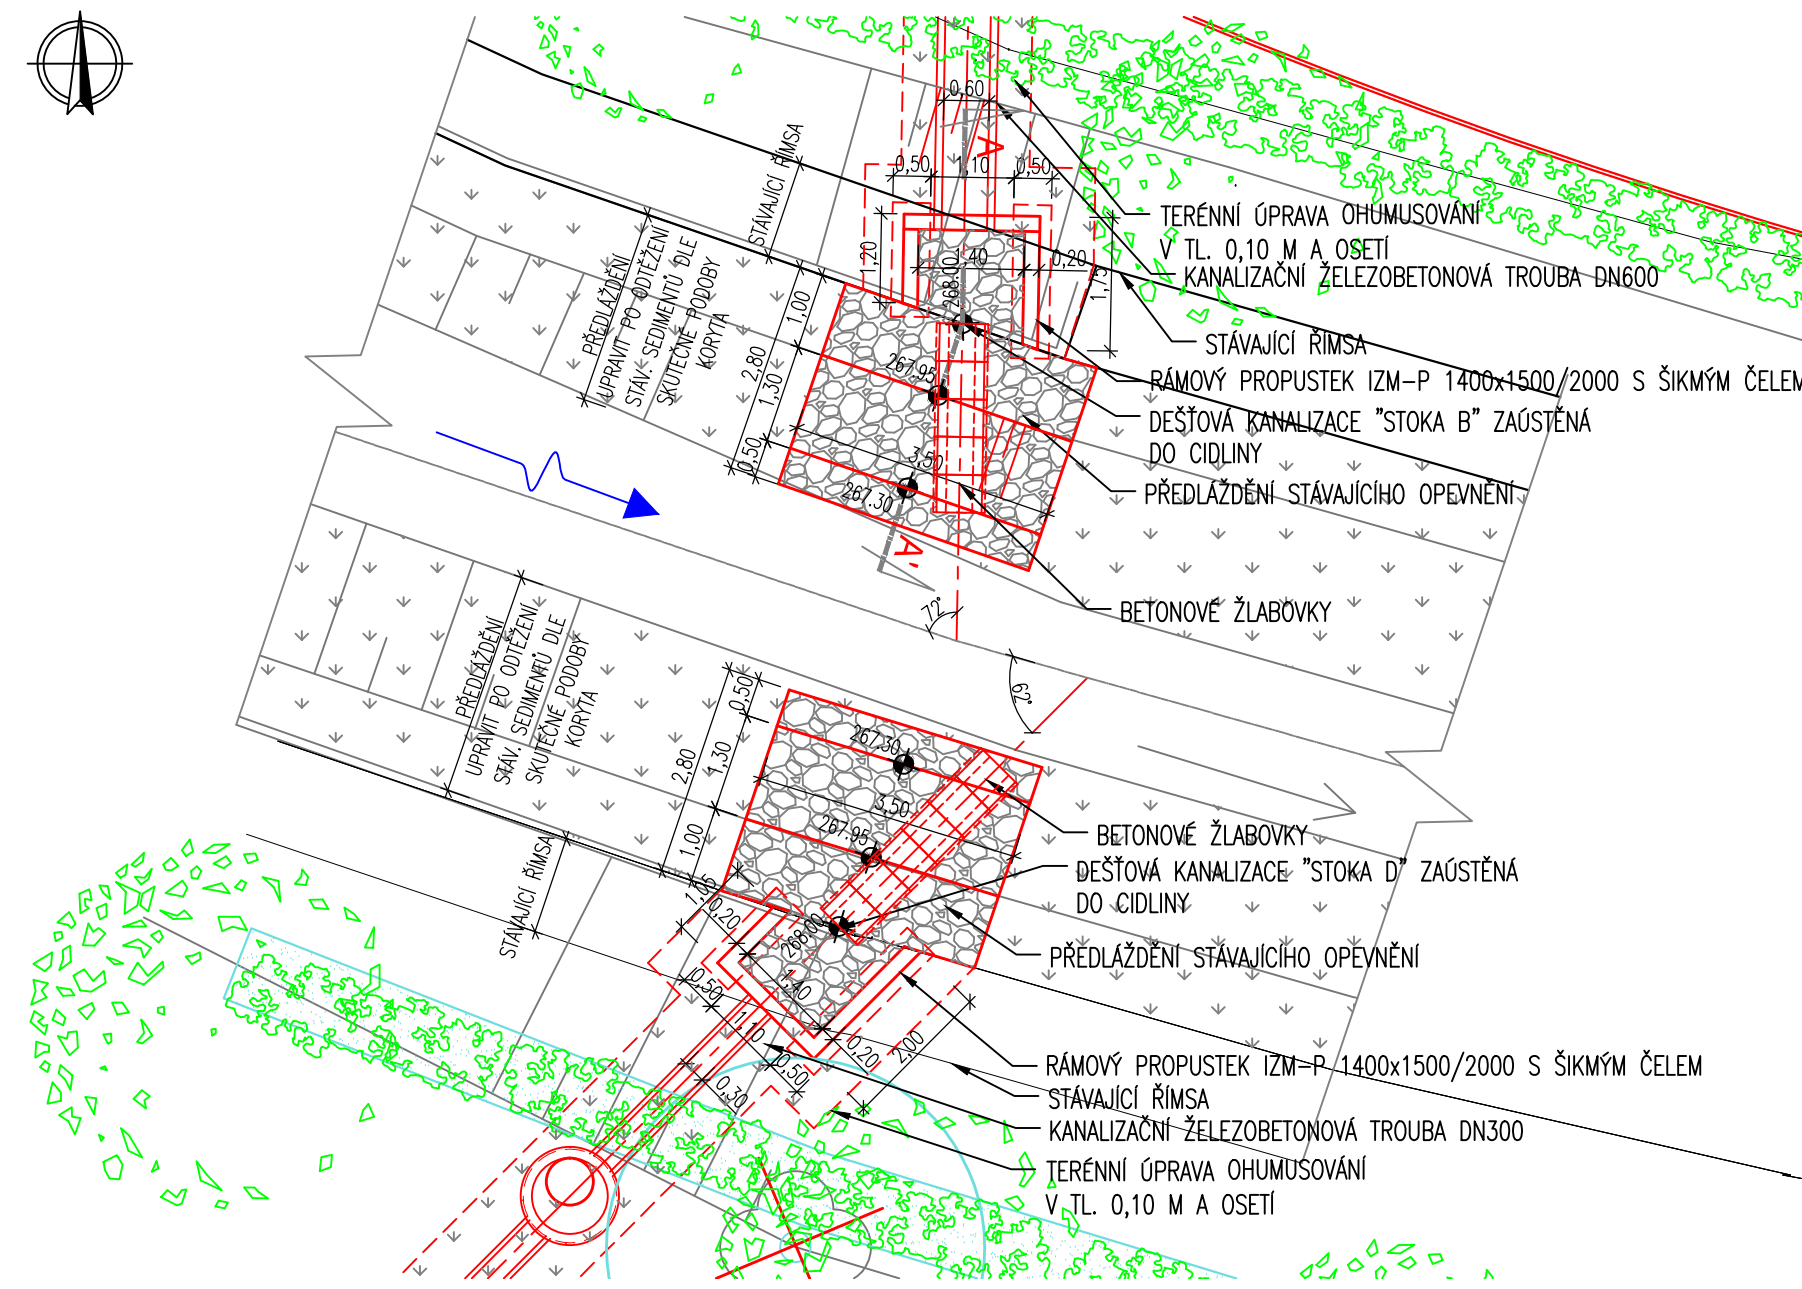 0,60
A
0,50
1,10
0,50
STÁVAJÍCÍ ŘÍMSA
TERÉNNÍ ÚPRAVA OHUMUSOVÁNÍ
V TL. 0,10 M A OSETÍ
KANALIZAČNÍ ŽELEZOBETONOVÁ TROUBA DN600
1,20
1,40
0,20
1,75
268.00
PŘEDLÁŽDĚNÍ
UPRAVIT PO ODTĚŽENÍ
STÁV. SEDIMENTŮ DLE
SKUTEČNÉ PODOBY
KORYTA
1,00
2,80
1,30
0,50
STÁVAJÍCÍ ŘÍMSA
RÁMOVÝ PROPUSTEK IZM-P 1400x1500/2000 S ŠIKMÝM ČELEM
267.95
DEŠŤOVÁ KANALIZACE "STOKA B" ZAÚSTĚNÁ
DO CIDLINY
3,50
267.30
PŘEDLÁŽDĚNÍ STÁVAJÍCÍHO OPEVNĚNÍ
A'
BETONOVÉ ŽLABOVKY
72°
62°
PŘEDLÁŽDĚNÍ
UPRAVIT PO ODTĚŽENÍ
STÁV. SEDIMENTŮ DLE
SKUTEČNÉ PODOBY
KORYTA
0,50
2,80
1,30
1,00
267.30
3,50
267.95
BETONOVÉ ŽLABOVKY
DEŠŤOVÁ KANALIZACE "STOKA D" ZAÚSTĚNÁ
DO CIDLINY
STÁVAJÍCÍ ŘÍMSA
1,05
0,20
268.00
PŘEDLÁŽDĚNÍ STÁVAJÍCÍHO OPEVNĚNÍ
0,50
1,40
1,10
0,20
2,00
0,50
0,30
RÁMOVÝ PROPUSTEK IZM-P 1400x1500/2000 S ŠIKMÝM ČELEM
STÁVAJÍCÍ ŘÍMSA
KANALIZAČNÍ ŽELEZOBETONOVÁ TROUBA DN300
TERÉNNÍ ÚPRAVA OHUMUSOVÁNÍ
V TL. 0,10 M A OSETÍ